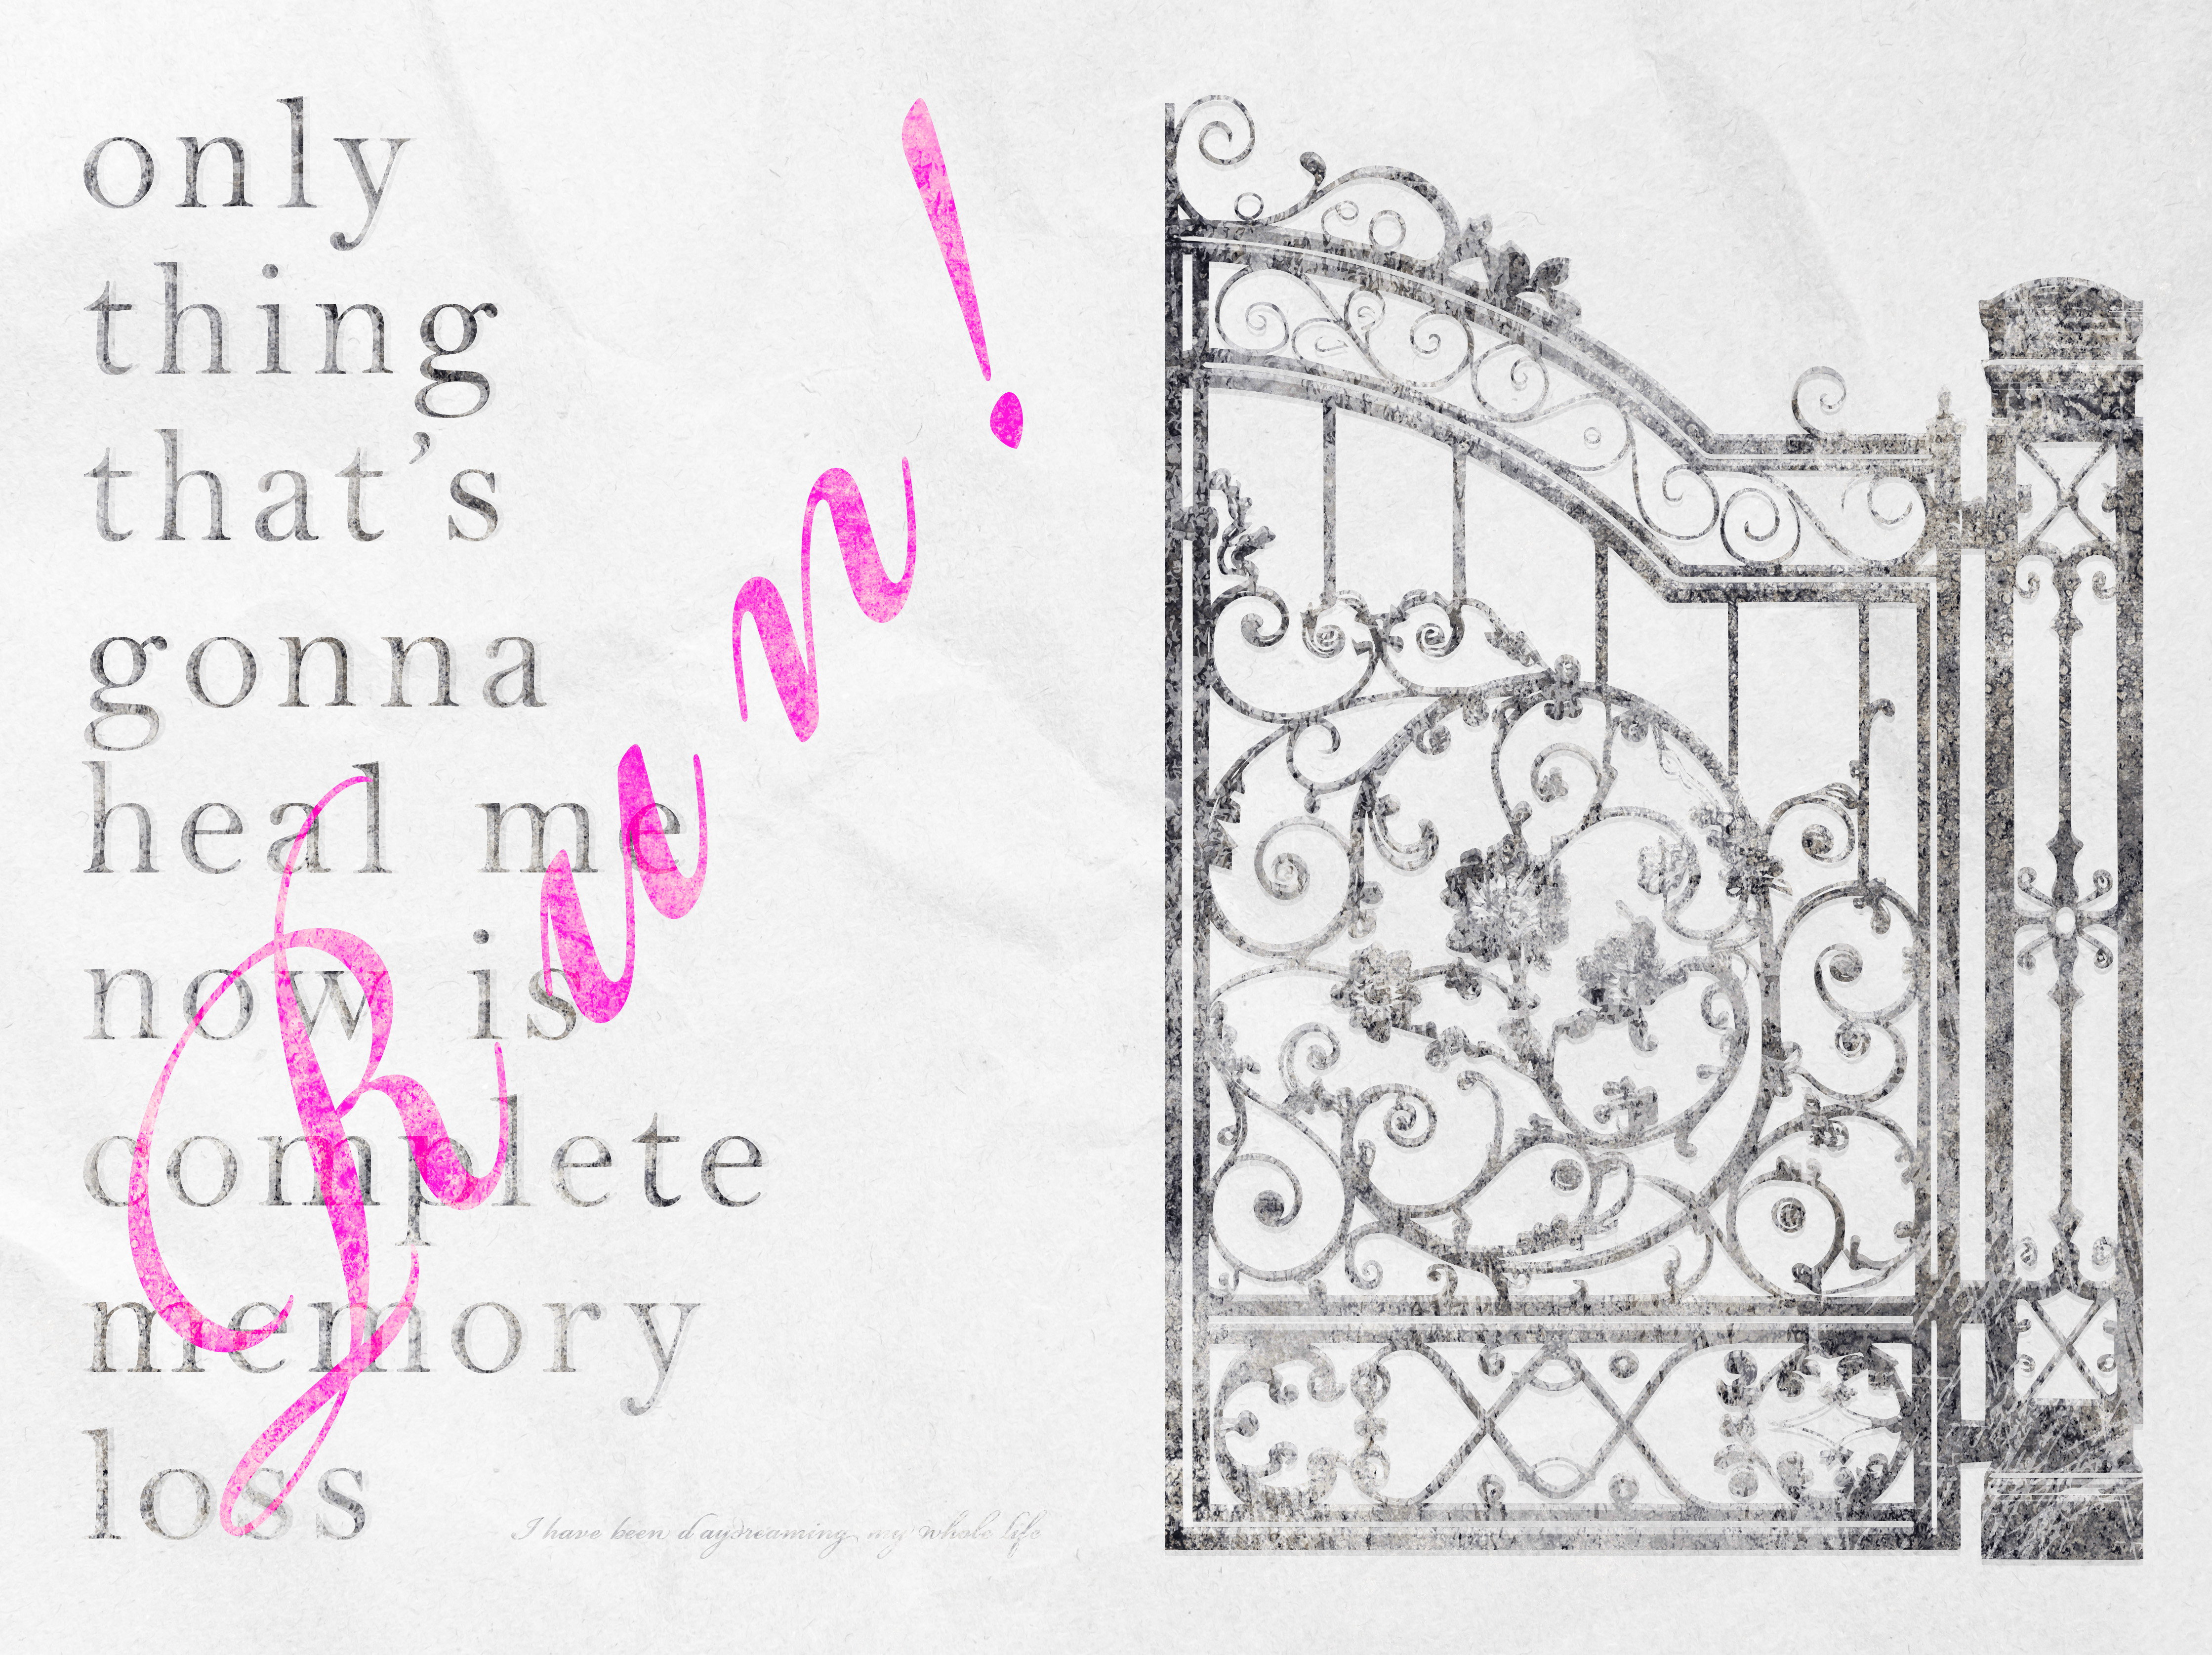 only
thing
that’s
gonna
heal me
now is
complete
memory
loss
Run!
I have been daydreaming my whole life